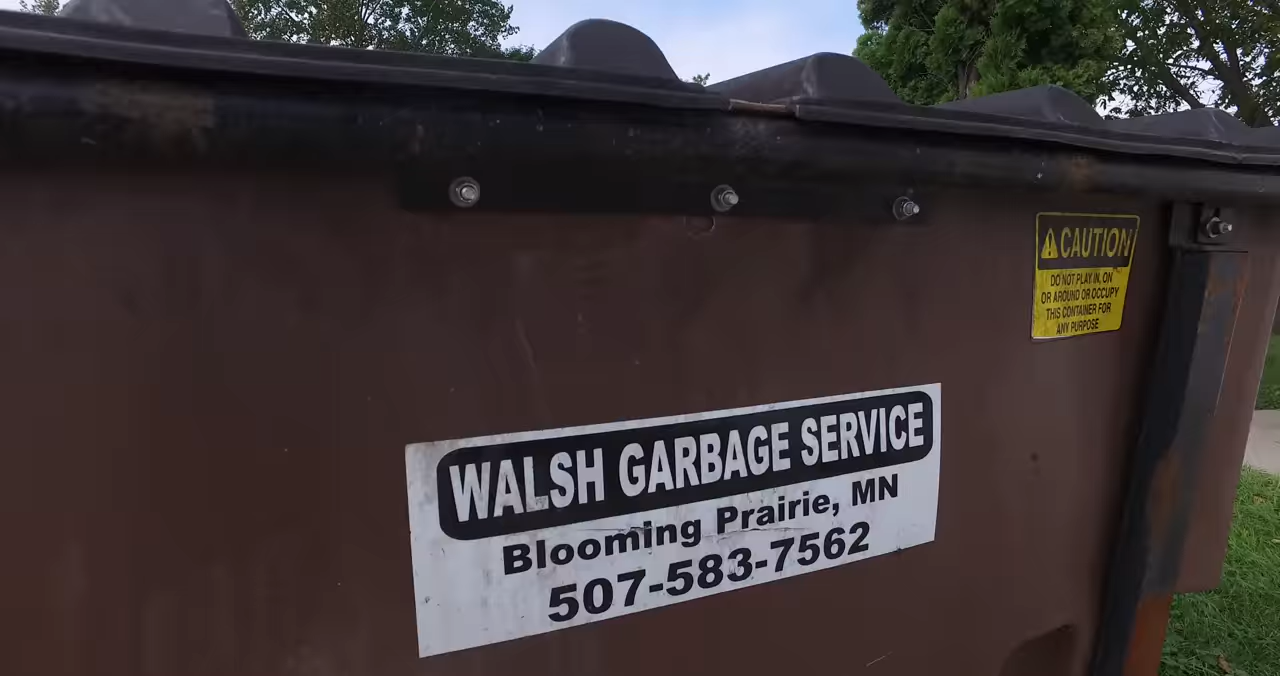 CAUTION
DO NOT PLAY IN, ON
OR AROUND OR OCCUPY
THIS CONTAINER FOR
ANY PURPOSE
WALSH GARBAGE SERVICE
Blooming Prairie, MN
507-583-7562